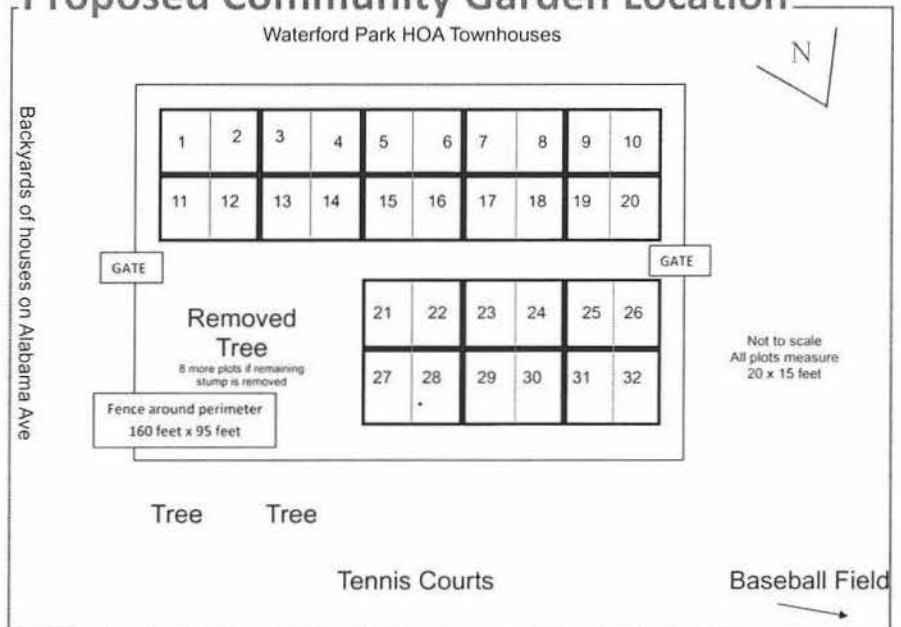 Proposed Community Garden Location
Waterford Park HOA Townhouses
N
Backyards of houses on Alabama Ave
1 2 3 4 5 6 7 8 9 10
11 12 13 14 15 16 17 18 19 20
GATE
GATE
21 22 23 24 25 26
Removed
Tree
8 more plots if remaining
stump is removed
27 28 29 30 31 32
Not to scale
All plots measure
20 x 15 feet
Fence around perimeter
160 feet x 95 feet
Tree Tree
Tennis Courts
Baseball Field